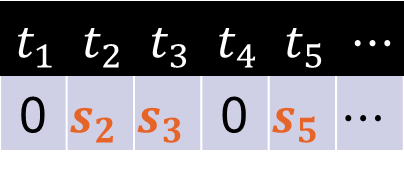 t₁ t₂ t₃ t₄ t₅ ⋯
0 s₂ s₃ 0 s₅ ⋯